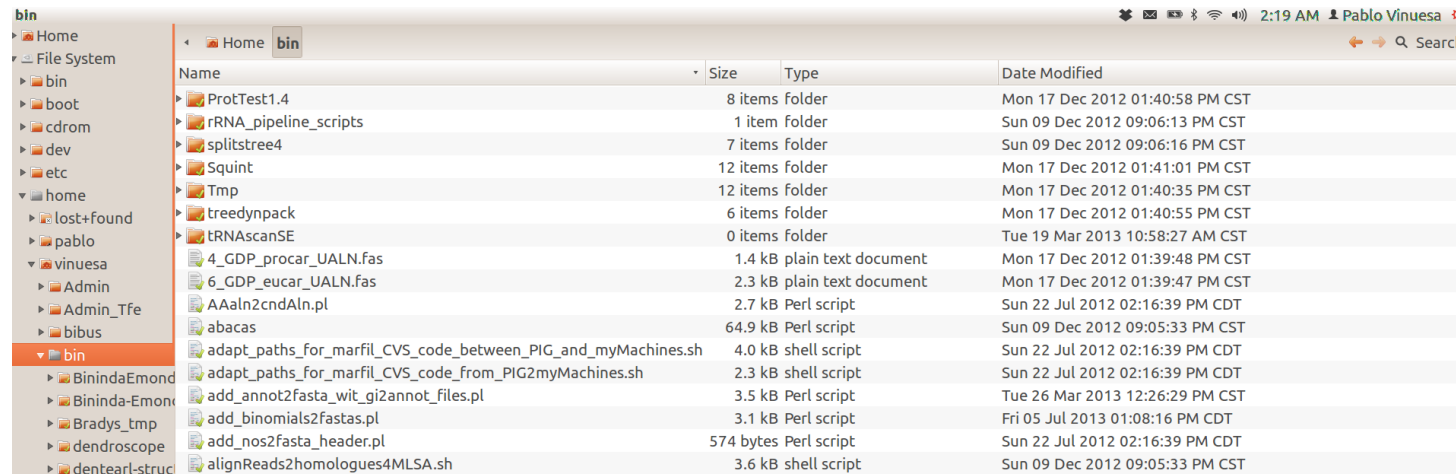 bin 2:19 AM Pablo Vinuesa
Home
File System
bin
boot
cdrom
dev
etc
home
lost+found
pablo
vinuesa
Admin
Admin_Tfe
bibus
bin
BinindaEmond
Bininda-Emon
Bradys_tmp
dendroscope
dentearl-struc
Home bin Searc
Name Size Type Date Modified
ProtTest1.4 8 items folder Mon 17 Dec 2012 01:40:58 PM CST
rRNA_pipeline_scripts 1 item folder Sun 09 Dec 2012 09:06:13 PM CST
splitstree4 7 items folder Sun 09 Dec 2012 09:06:16 PM CST
Squint 12 items folder Mon 17 Dec 2012 01:41:01 PM CST
Tmp 12 items folder Mon 17 Dec 2012 01:40:35 PM CST
treedynpack 6 items folder Mon 17 Dec 2012 01:40:55 PM CST
tRNAscanSE 0 items folder Tue 19 Mar 2013 10:58:27 AM CST
4_GDP_procar_UALN.fas 1.4 kB plain text document Mon 17 Dec 2012 01:39:48 PM CST
6_GDP_eucar_UALN.fas 2.3 kB plain text document Mon 17 Dec 2012 01:39:47 PM CST
AAaln2cndAln.pl 2.7 kB Perl script Sun 22 Jul 2012 02:16:39 PM CDT
abacas 64.9 kB Perl script Sun 09 Dec 2012 09:05:33 PM CST
adapt_paths_for_marfil_CVS_code_between_PIG_and_myMachines.sh 4.0 kB shell script Sun 22 Jul 2012 02:16:39 PM CDT
adapt_paths_for_marfil_CVS_code_from_PIG2myMachines.sh 2.3 kB shell script Sun 22 Jul 2012 02:16:39 PM CDT
add_annot2fasta_wit_gi2annot_files.pl 3.5 kB Perl script Tue 26 Mar 2013 12:26:29 PM CST
add_binomials2fastas.pl 3.1 kB Perl script Fri 05 Jul 2013 01:08:16 PM CDT
add_nos2fasta_header.pl 574 bytes Perl script Sun 22 Jul 2012 02:16:39 PM CDT
alignReads2homologues4MLSA.sh 3.6 kB shell script Sun 09 Dec 2012 09:05:33 PM CST